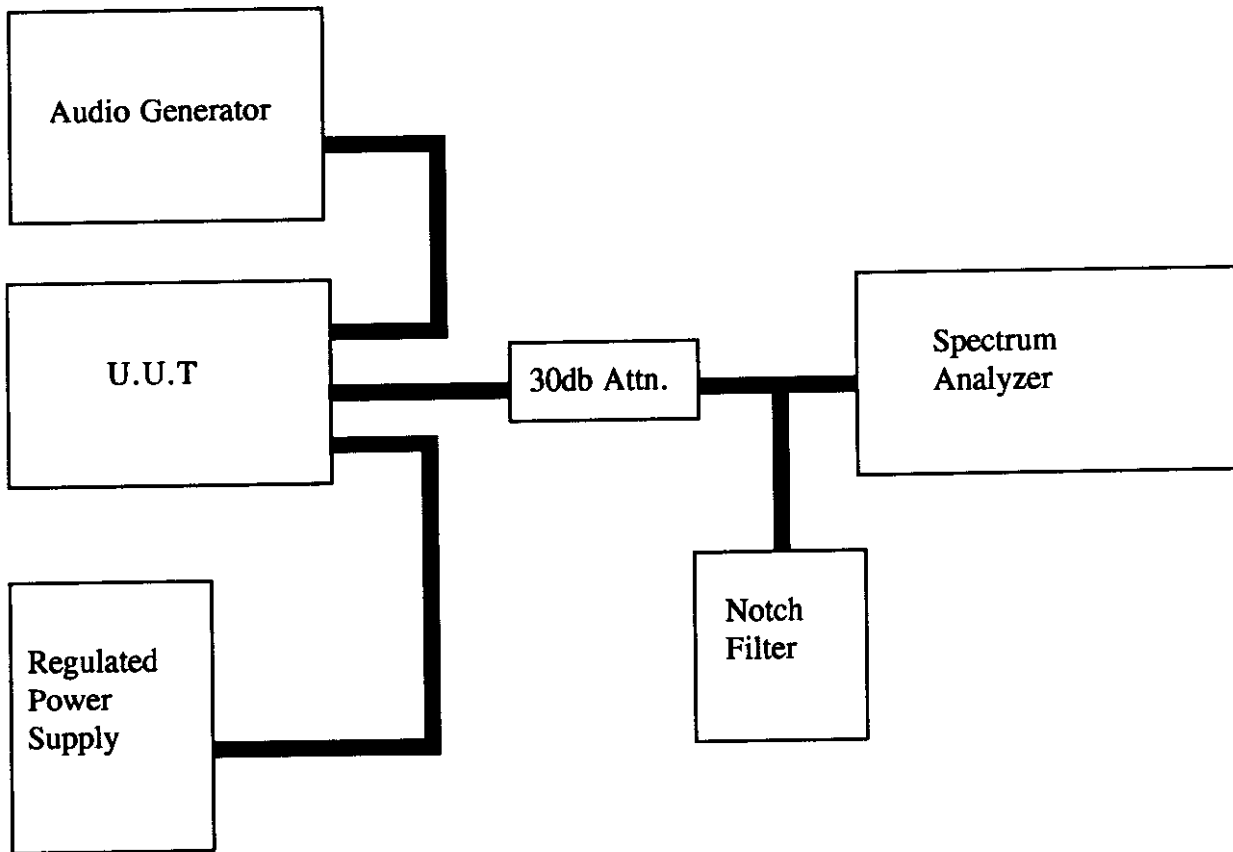 Audio Generator
U.U.T
30db Attn.
Spectrum
Analyzer
Notch
Filter
Regulated
Power
Supply